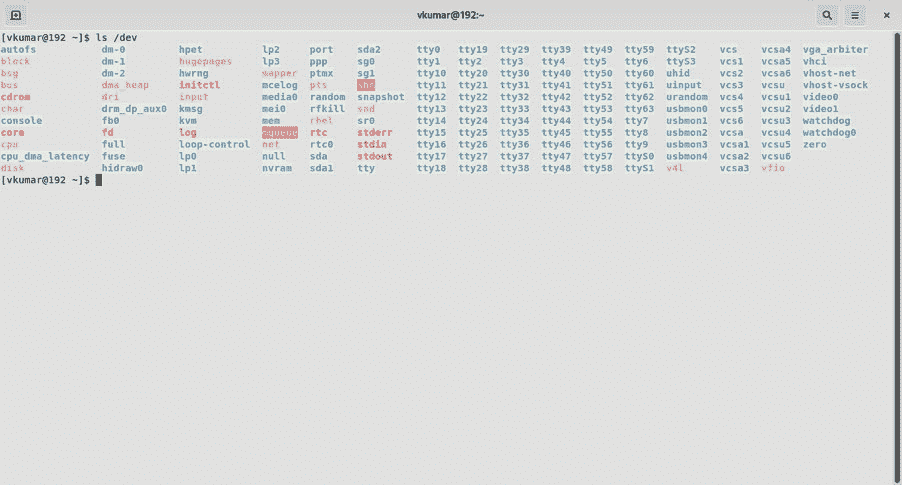 vkumar@192:~
[vkumar@192 ~]$ ls /dev
autofs dm-0 hpet lp2 port sda2 tty0 tty19 tty29 tty39 tty49 tty59 ttyS2 vcs vcsa4 vga_arbiter
block dm-1 hugepages lp3 ppp sg0 tty1 tty2 tty3 tty4 tty5 tty6 ttyS3 vcs1 vcsa5 vhci
bsg dm-2 hwrng mapper ptmx sg1 tty10 tty20 tty30 tty40 tty50 tty60 uhid vcs2 vcsa6 vhost-net
bus dma_heap initctl mcelog pts shm tty11 tty21 tty31 tty41 tty51 tty61 uinput vcs3 vcsu vhost-vsock
cdrom dri input media0 random snapshot tty12 tty22 tty32 tty42 tty52 tty62 urandom vcs4 vcsu1 video0
char drm_dp_aux0 kmsg mei0 rfkill snd tty13 tty23 tty33 tty43 tty53 tty63 usbmon0 vcs5 vcsu2 video1
console fb0 kvm mem rhel sr0 tty14 tty24 tty34 tty44 tty54 tty7 usbmon1 vcs6 vcsu3 watchdog
core fd log mqueue rtc stderr tty15 tty25 tty35 tty45 tty55 tty8 usbmon2 vcsa vcsu4 watchdog0
cpu full loop-control net rtc0 stdin tty16 tty26 tty36 tty46 tty56 tty9 usbmon3 vcsa1 vcsu5 zero
cpu_dma_latency fuse lp0 null sda stdout tty17 tty27 tty37 tty47 tty57 ttyS0 usbmon4 vcsa2 vcsu6
disk hidraw0 lp1 nvram sda1 tty tty18 tty28 tty38 tty48 tty58 ttyS1 v4l vcsa3 vfio
[vkumar@192 ~]$